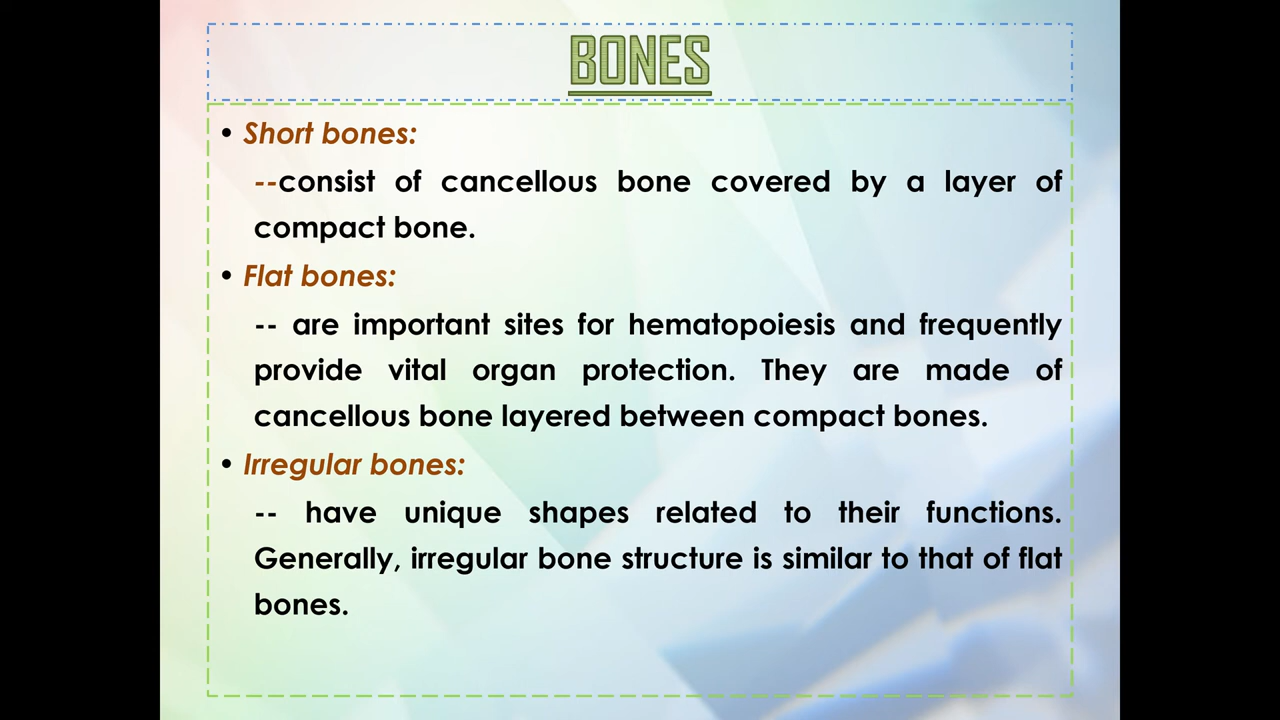 BONES
• Short bones:
--consist of cancellous bone covered by a layer of
compact bone.
• Flat bones:
-- are important sites for hematopoiesis and frequently
provide vital organ protection. They are made of
cancellous bone layered between compact bones.
• Irregular bones:
-- have unique shapes related to their functions.
Generally, irregular bone structure is similar to that of flat
bones.